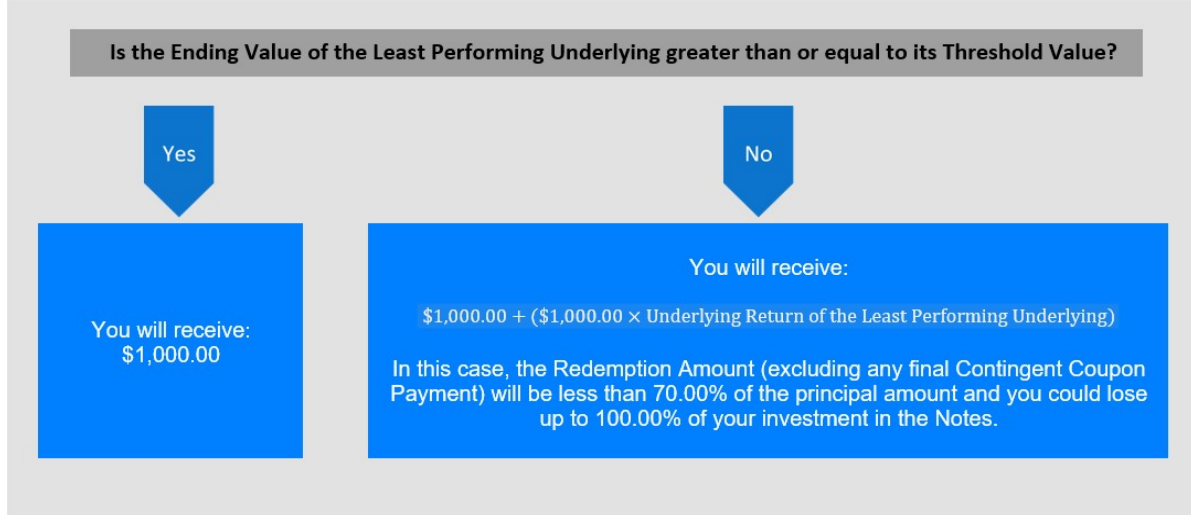 Is the Ending Value of the Least Performing Underlying greater than or equal to its Threshold Value?
Yes
No
You will receive:
$1,000.00
You will receive:
$1,000.00 + ($1,000.00 × Underlying Return of the Least Performing Underlying)
In this case, the Redemption Amount (excluding any final Contingent Coupon
Payment) will be less than 70.00% of the principal amount and you could lose
up to 100.00% of your investment in the Notes.